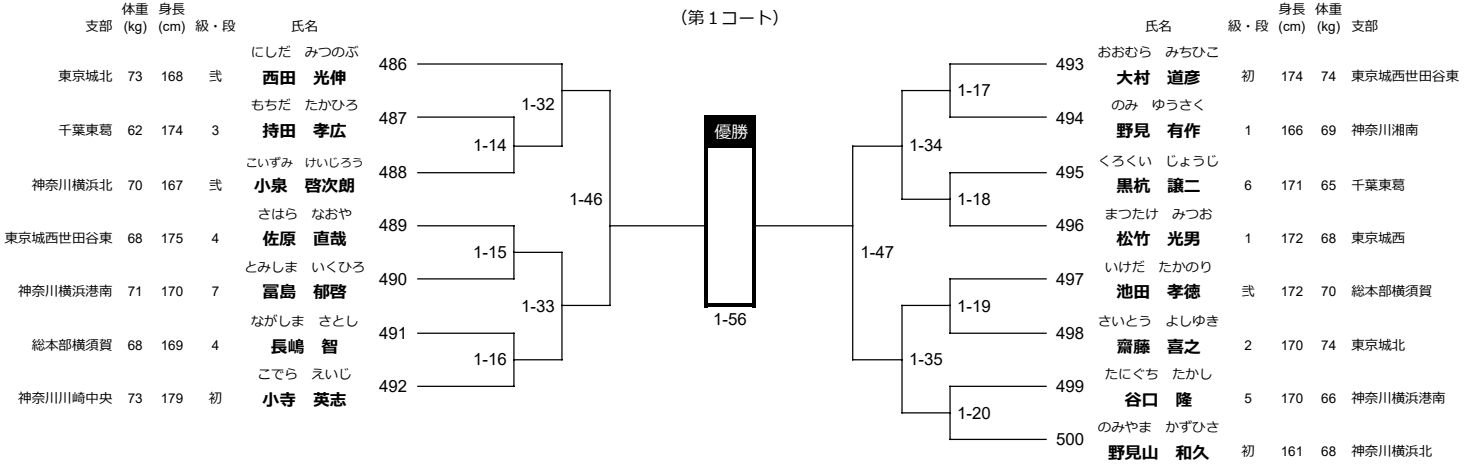 （第１コート）
支部 体重(kg) 身長(cm) 級・段 氏名
にしだ みつのぶ 486
東京城北 73 168 弐 西田 光伸
もちだ たかひろ 487
千葉東葛 62 174 3 持田 孝広
こいずみ けいじろう 488
神奈川横浜北 70 167 弐 小泉 啓次朗
さはら なおや 489
東京城西世田谷東 68 175 4 佐原 直哉
とみしま いくひろ 490
神奈川横浜港南 71 170 7 冨島 郁啓
ながしま さとし 491
総本部横須賀 68 169 4 長嶋 智
こでら えいじ 492
神奈川川崎中央 73 179 初 小寺 英志
1-32
1-14
1-46
1-15
1-33
1-16
優勝
1-56
1-17
1-34
1-18
1-47
1-19
1-35
1-20
氏名 級・段 身長(cm) 体重(kg) 支部
493 おおむら みちひこ
大村 道彦 初 174 74 東京城西世田谷東
494 のみ ゆうさく
野見 有作 1 166 69 神奈川湘南
495 くろくい じょうじ
黒杭 譲二 6 171 65 千葉東葛
496 まつたけ みつお
松竹 光男 1 172 68 東京城西
497 いけだ たかのり
池田 孝徳 弐 172 70 総本部横須賀
498 さいとう よしゆき
齋藤 喜之 2 170 74 東京城北
499 たにぐち たかし
谷口 隆 5 170 66 神奈川横浜港南
500 のみやま かずひさ
野見山 和久 初 161 68 神奈川横浜北